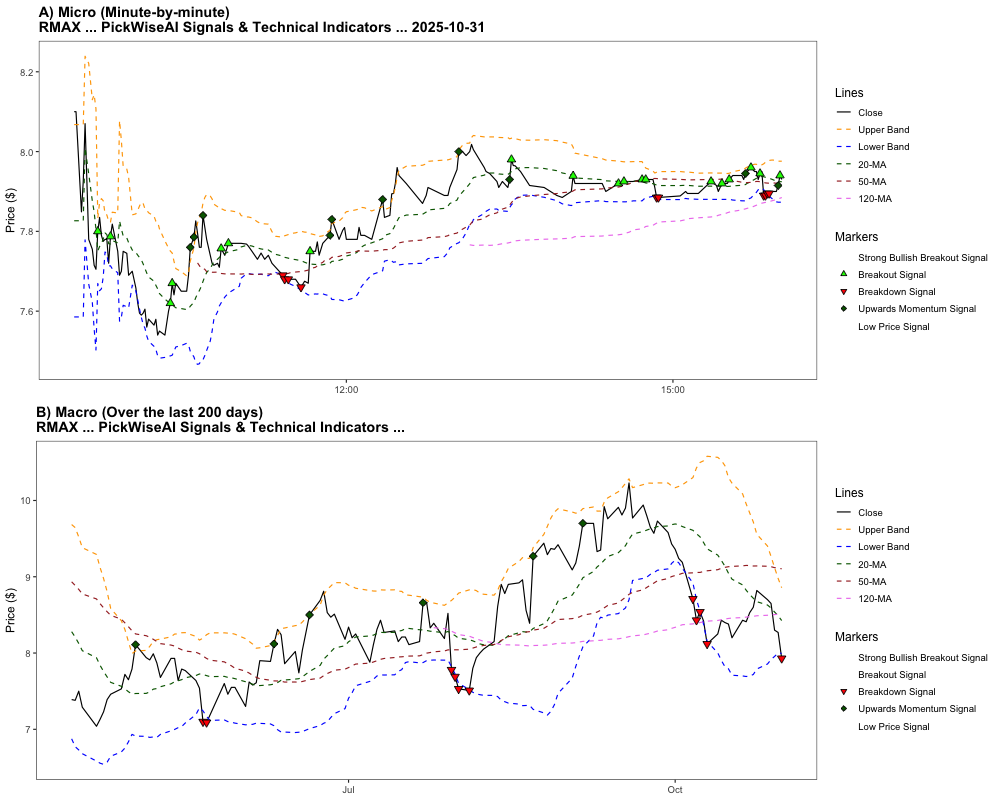 A) Micro (Minute-by-minute)
RMAX ... PickWiseAI Signals & Technical Indicators ... 2025-10-31
Price ($)
8.2
8.0
7.8
7.6
12:00
15:00
Lines
Close
Upper Band
Lower Band
20-MA
50-MA
120-MA
Markers
Strong Bullish Breakout Signal
Breakout Signal
Breakdown Signal
Upwards Momentum Signal
Low Price Signal
B) Macro (Over the last 200 days)
RMAX ... PickWiseAI Signals & Technical Indicators ...
Price ($)
10
9
8
7
Jul
Oct
Lines
Close
Upper Band
Lower Band
20-MA
50-MA
120-MA
Markers
Strong Bullish Breakout Signal
Breakout Signal
Breakdown Signal
Upwards Momentum Signal
Low Price Signal